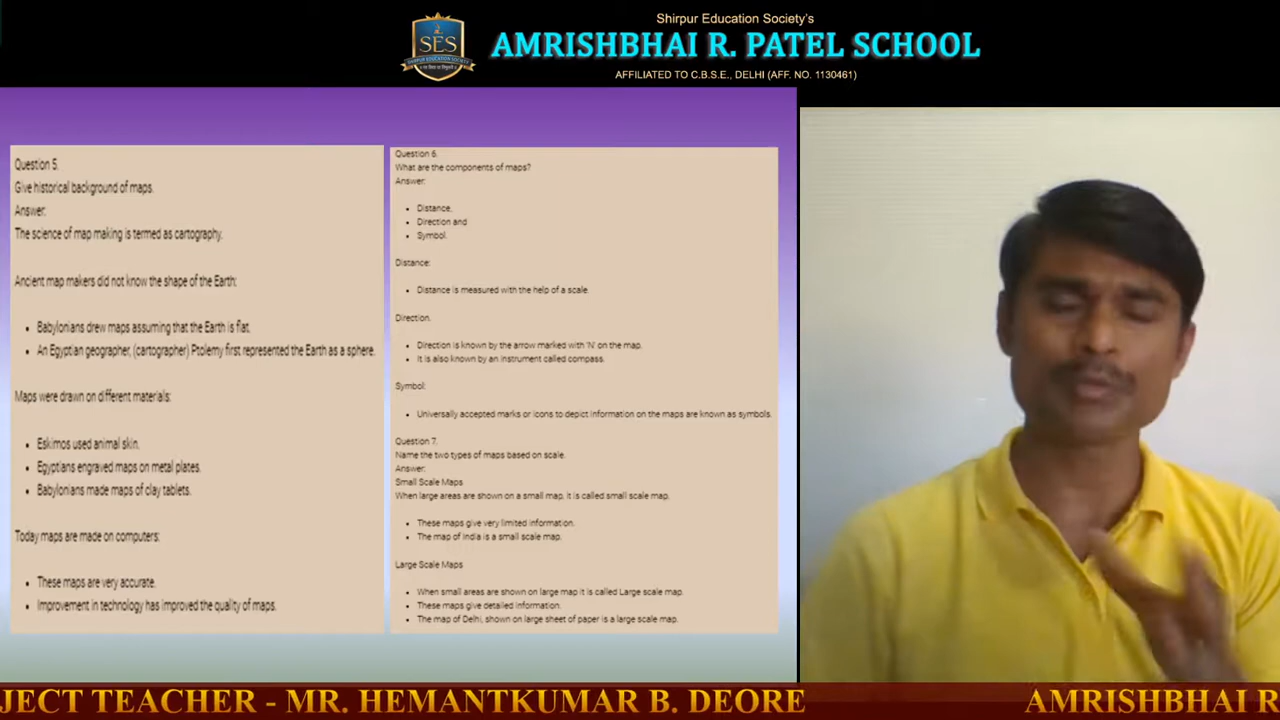 Shirpur Education Society's
SES
AMRISHBHAI R. PATEL SCHOOL
AFFILIATED TO C.B.S.E., DELHI (AFF. NO. 1130461)
Question 5.
Give historical background of maps.
Answer:
The science of map making is termed as cartography.
Ancient map makers did not know the shape of the Earth:
• Babylonians drew maps assuming that the Earth is flat.
• An Egyptian geographer, (cartographer) Ptolemy first represented the Earth as a sphere.
Maps were drawn on different materials:
• Eskimos used animal skin.
• Egyptians engraved maps on metal plates.
• Babylonians made maps of clay tablets.
Today maps are made on computers:
• These maps are very accurate.
• Improvement in technology has improved the quality of maps.
Question 6.
What are the components of maps?
Answer:
• Distance,
• Direction and
• Symbol.
Distance:
• Distance is measured with the help of a scale.
Direction.
• Direction is known by the arrow marked with 'N' on the map.
• It is also known by an instrument called compass.
Symbol:
• Universally accepted marks or icons to depict information on the maps are known as symbols.
Question 7.
Name the two types of maps based on scale.
Answer:
Small Scale Maps
When large areas are shown on a small map, it is called small scale map.
• These maps give very limited information.
• The map of India is a small scale map.
Large Scale Maps
• When small areas are shown on large map it is called Large scale map.
• These maps give detailed information.
• The map of Delhi, shown on large sheet of paper is a large scale map.
JECT TEACHER - MR. HEMANTKUMAR B. DEORE AMRISHBHAI R